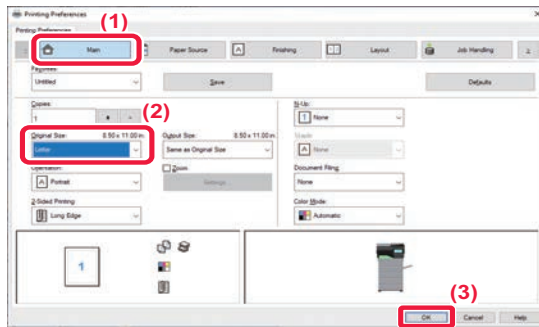 Printing Preferences
(1)
Printing Preferences
Main
Paper Source
Finishing
Layout
Job Handling
Favorites:
Untitled
Save
Defaults
Copies:
1
(2)
N-Up:
1 None
Original Size: 8.50 x 11.00 in.
Output Size: 8.50 x 11.00 in.
Staple:
Letter
Same as Original Size
A None
Orientation:
Zoom
Document Filing:
A Portrait
Settings...
None
2-Sided Printing:
Color Mode:
Long Edge
Automatic
1
(3)
OK
Cancel
Help